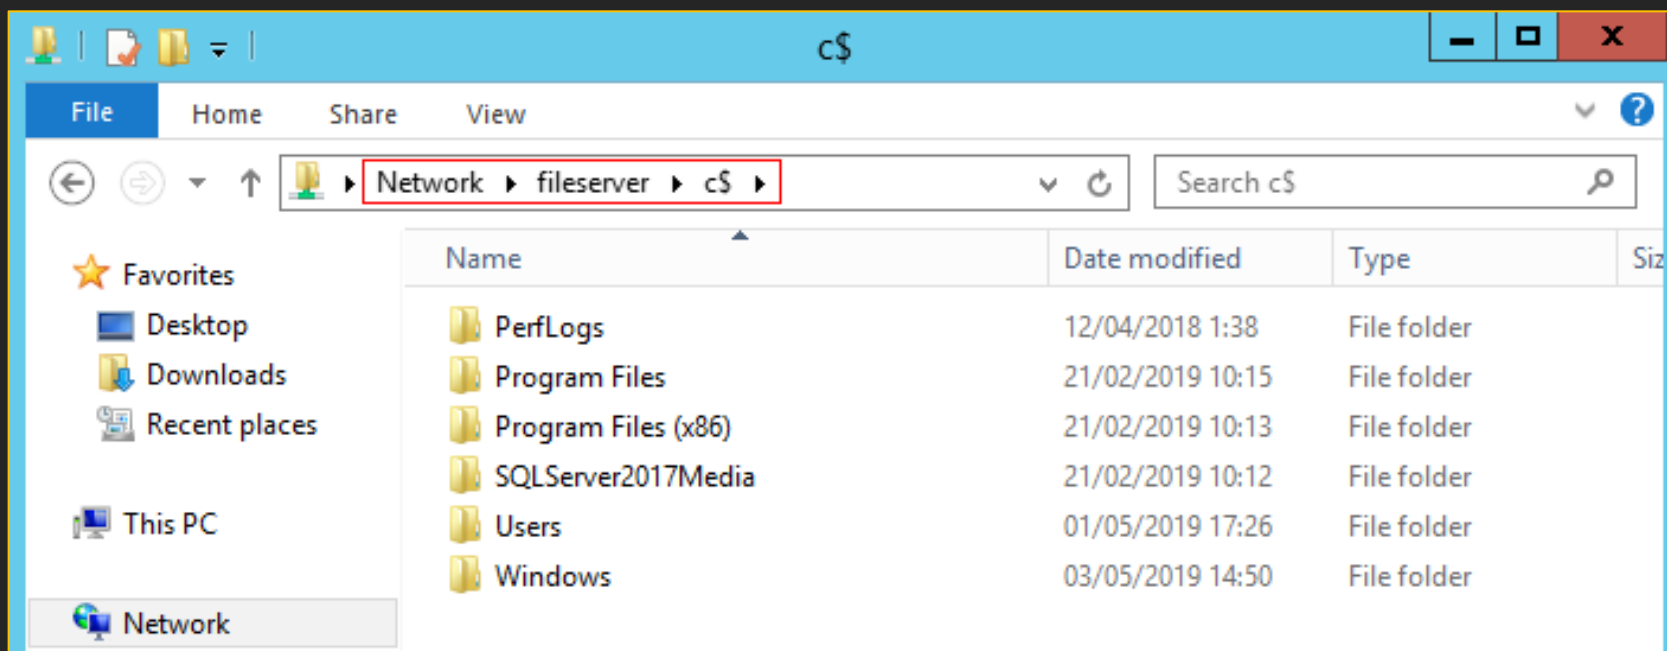 c$
File Home Share View
Network fileserver c$ Search c$
Name Date modified Type Siz
Favorites
Desktop
Downloads
Recent places
This PC
Network
PerfLogs 12/04/2018 1:38 File folder
Program Files 21/02/2019 10:15 File folder
Program Files (x86) 21/02/2019 10:13 File folder
SQLServer2017Media 21/02/2019 10:12 File folder
Users 01/05/2019 17:26 File folder
Windows 03/05/2019 14:50 File folder